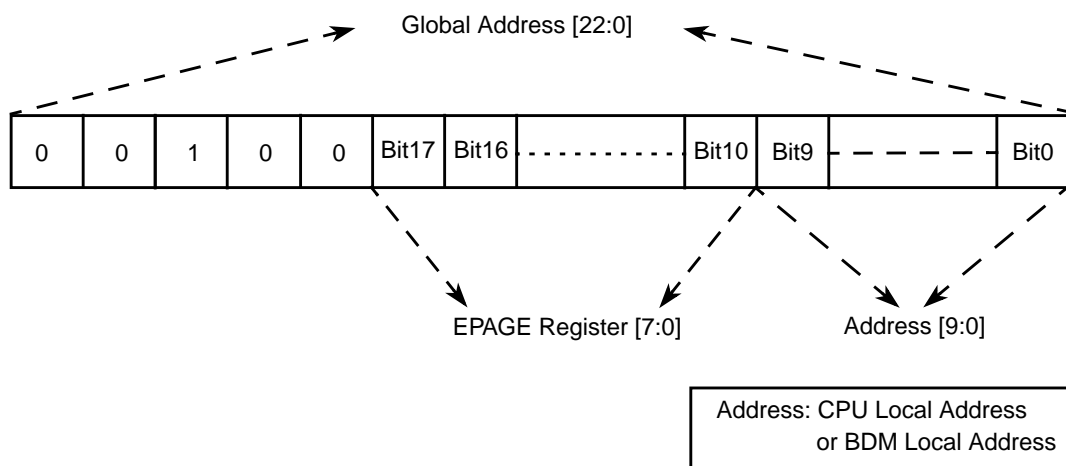 Global Address [22:0]
0 0 1 0 0 Bit17 Bit16 Bit10 Bit9 Bit0
EPAGE Register [7:0] Address [9:0]
Address: CPU Local Address
or BDM Local Address